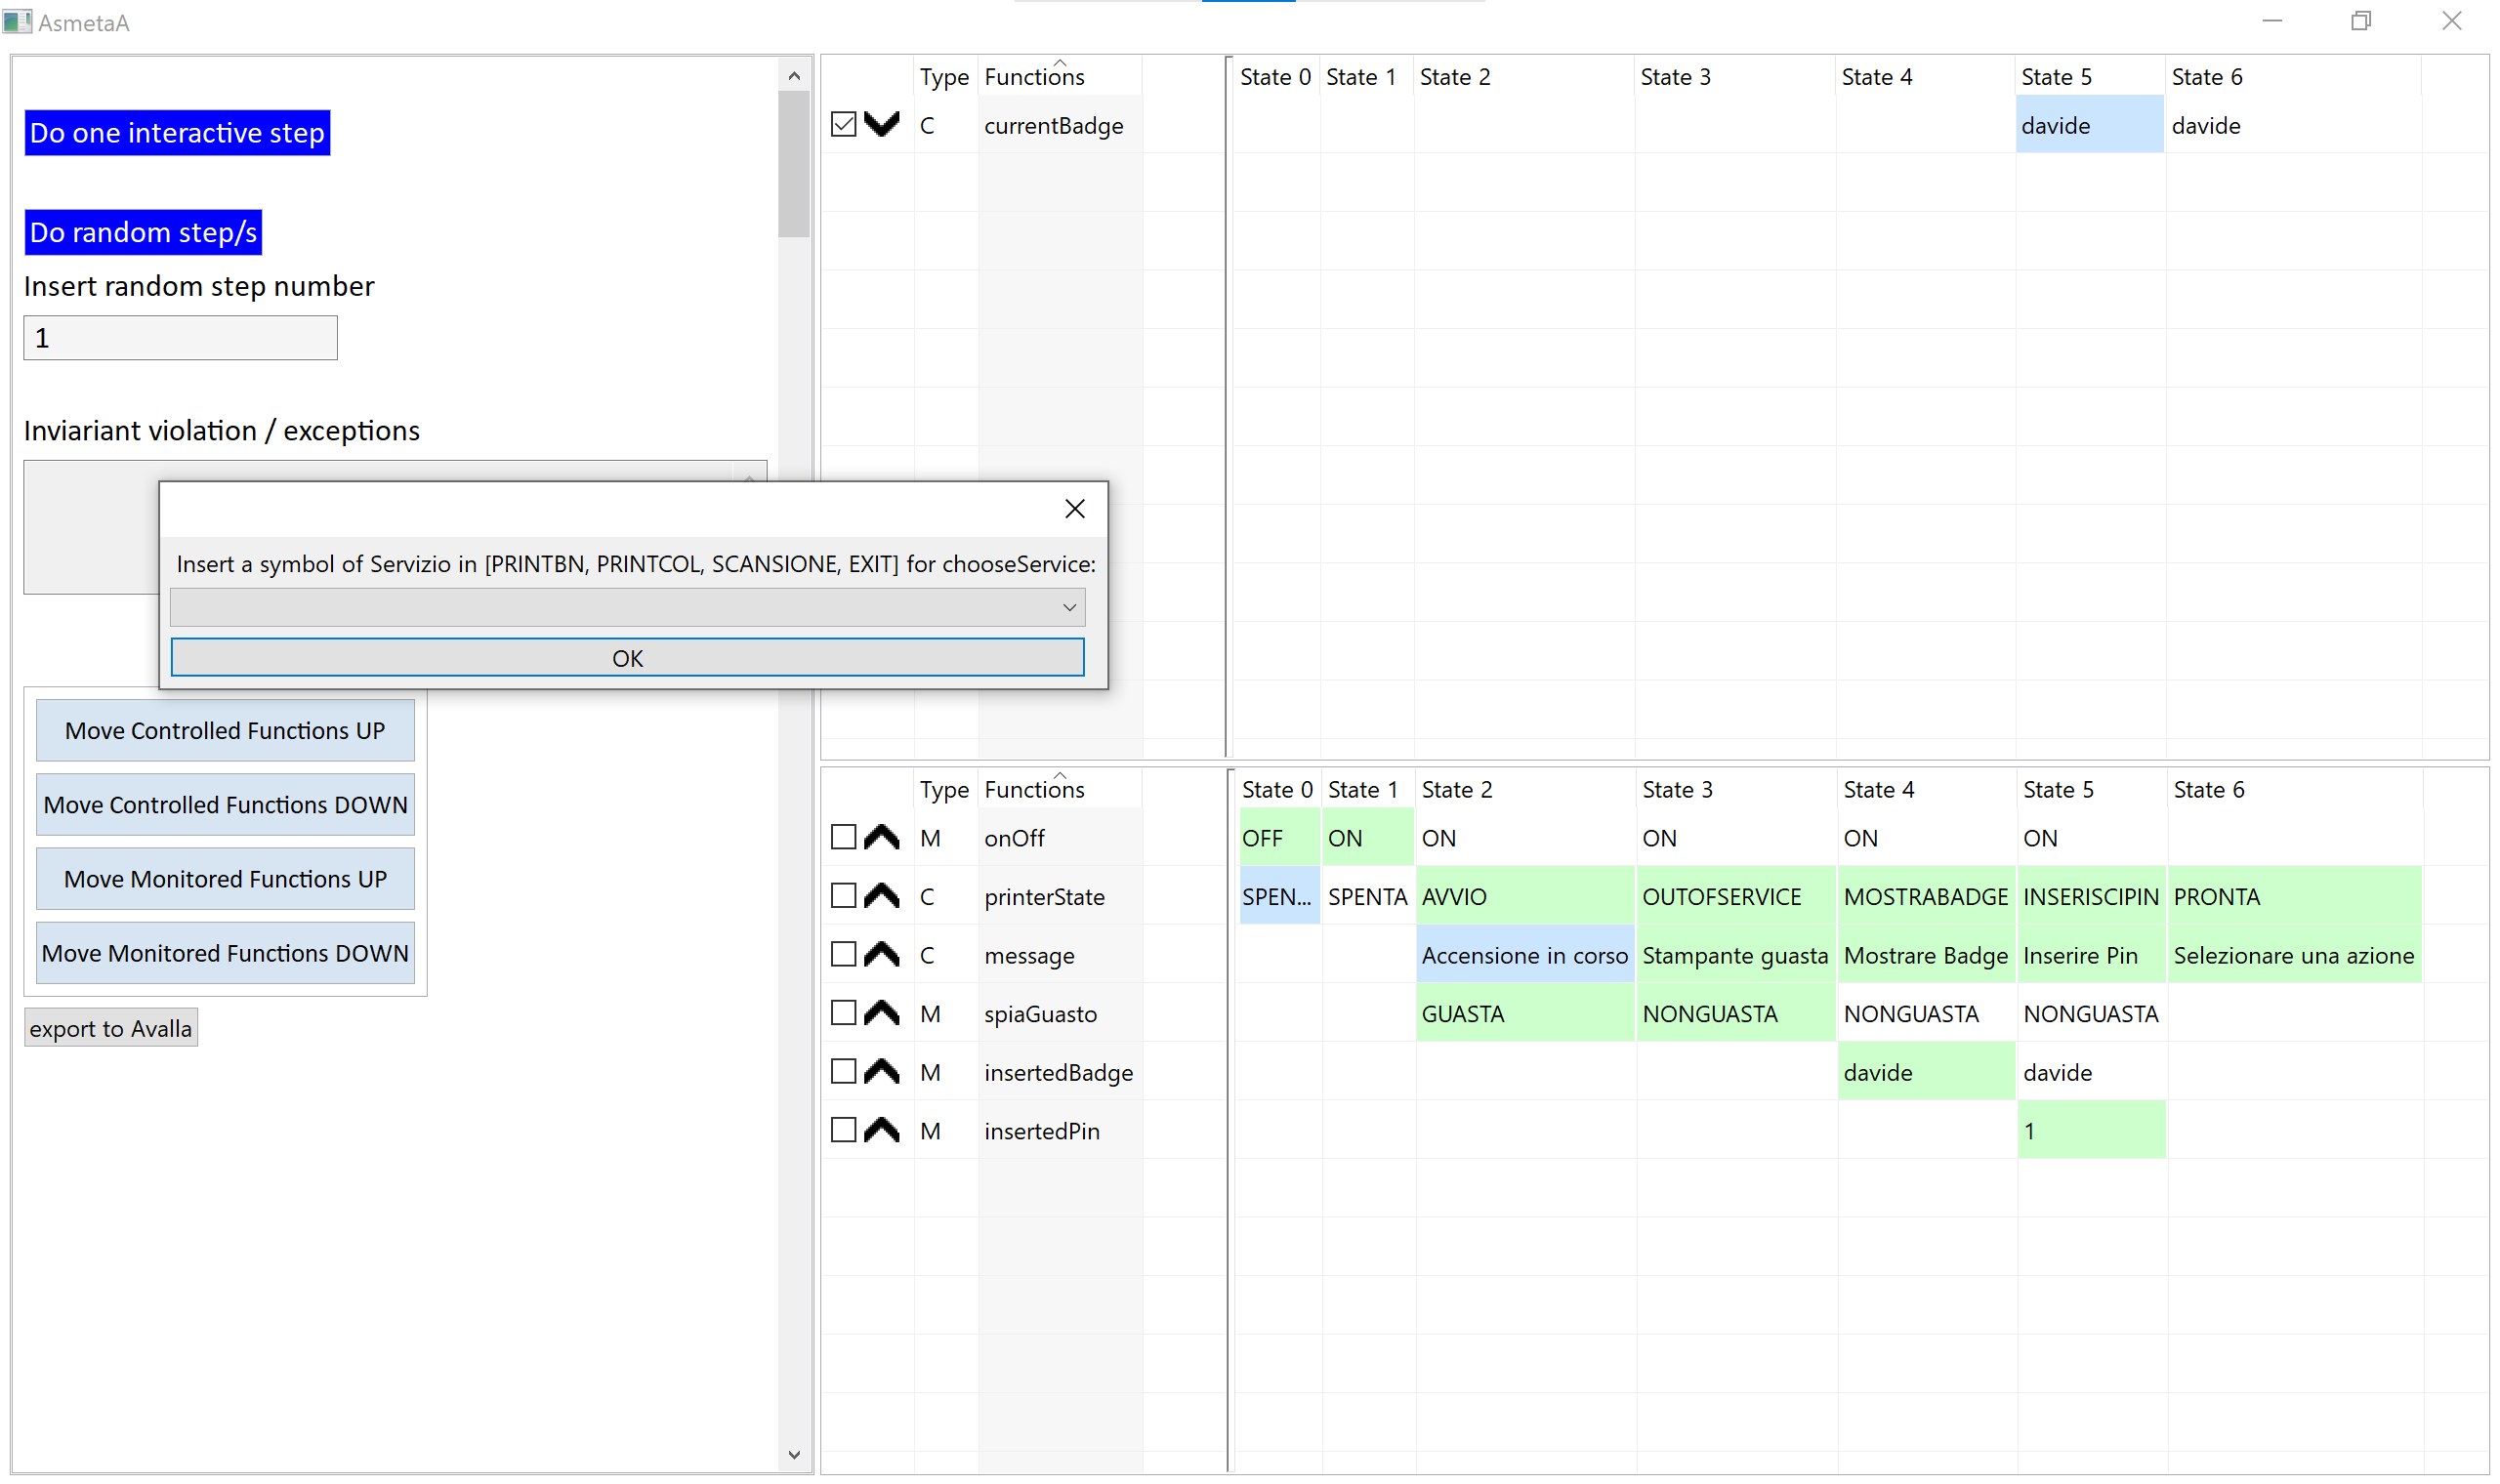 AsmetaA
Do one interactive step
Do random step/s
Insert random step number
1
Inviariant violation / exceptions
Insert a symbol of Servizio in [PRINTBN, PRINTCOL, SCANSIONE, EXIT] for chooseService:
OK
Move Controlled Functions UP
Move Controlled Functions DOWN
Move Monitored Functions UP
Move Monitored Functions DOWN
export to Avalla
Type Functions State 0 State 1 State 2 State 3 State 4 State 5 State 6
C currentBadge davide davide
Type Functions State 0 State 1 State 2 State 3 State 4 State 5 State 6
M onOff OFF ON ON ON ON ON
C printerState SPEN... SPENTA AVVIO OUTOFSERVICE MOSTRABADGE INSERISCIPIN PRONTA
C message Accensione in corso Stampante guasta Mostrare Badge Inserire Pin Selezionare una azione
M spiaGuasto GUASTA NONGUASTA NONGUASTA NONGUASTA
M insertedBadge davide davide
M insertedPin 1